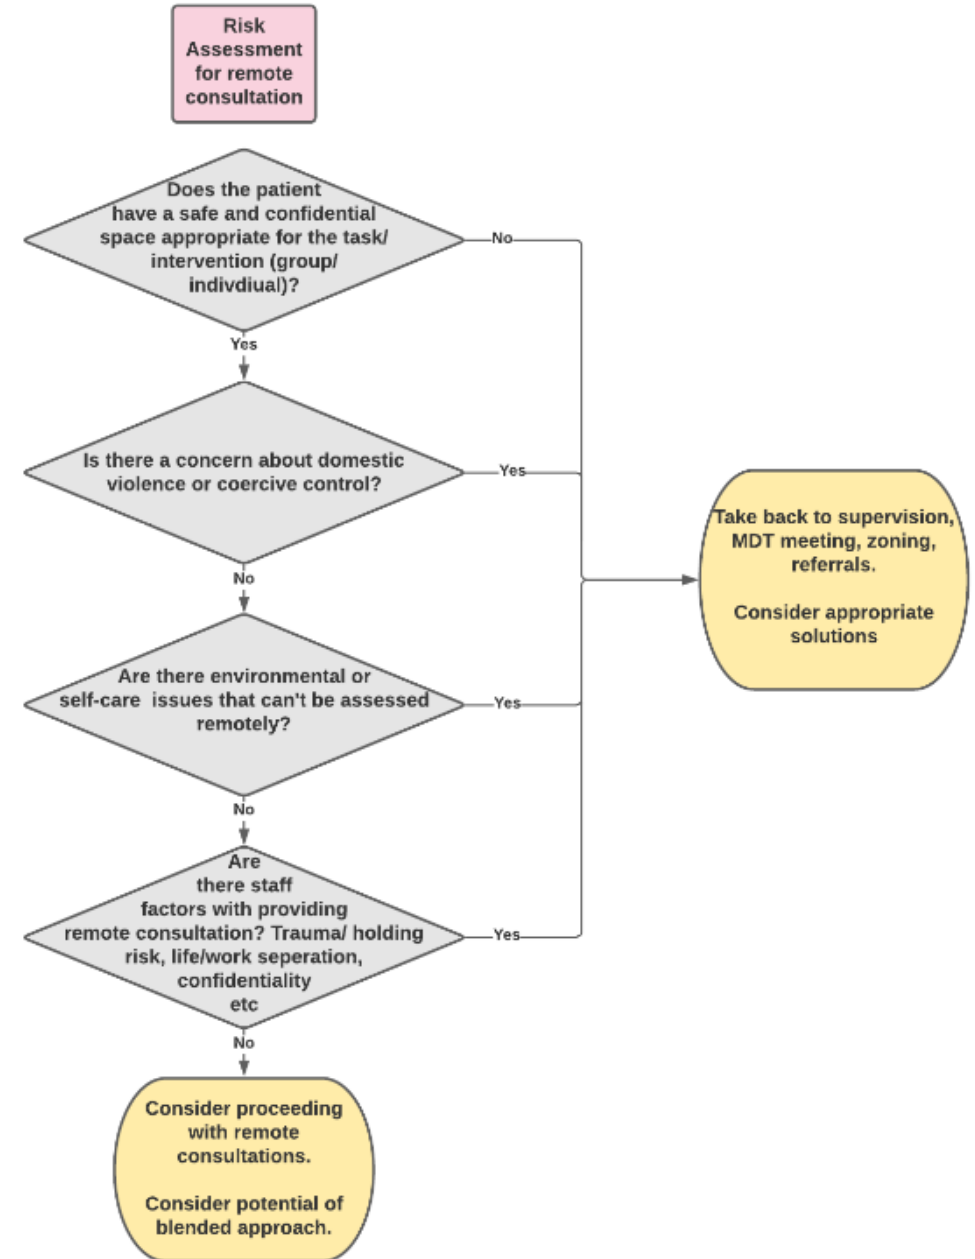 Risk
Assessment
for remote
consultation
Does the patient
have a safe and confidential
space appropriate for the task/
intervention (group/
indivdiual)?
No
Yes
Is there a concern about domestic
violence or coercive control?
Yes
No
Take back to supervision,
MDT meeting, zoning,
referrals.
Consider appropriate
solutions
Are there environmental or
self-care issues that can't be assessed
remotely?
Yes
No
Are
there staff
factors with providing
remote consultation? Trauma/ holding
risk, life/work seperation,
confidentiality
etc
Yes
No
Consider proceeding
with remote
consultations.
Consider potential of
blended approach.